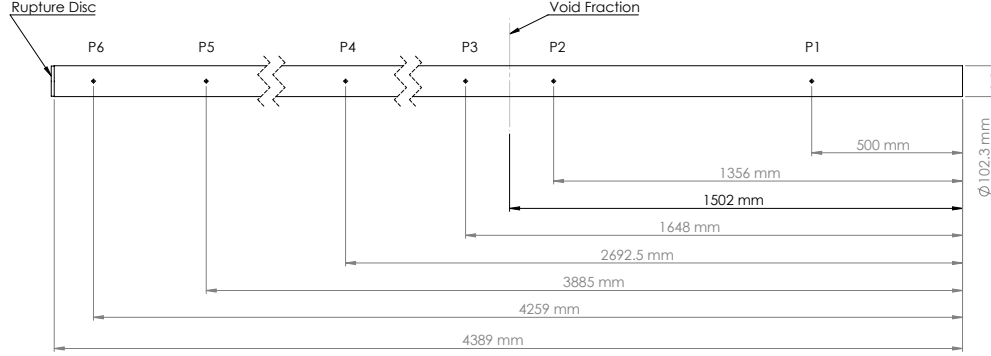 Rupture Disc
Void Fraction
P6
P5
P4
P3
P2
P1
500 mm
1356 mm
1502 mm
1648 mm
2692.5 mm
3885 mm
4259 mm
4389 mm
∅102.3 mm